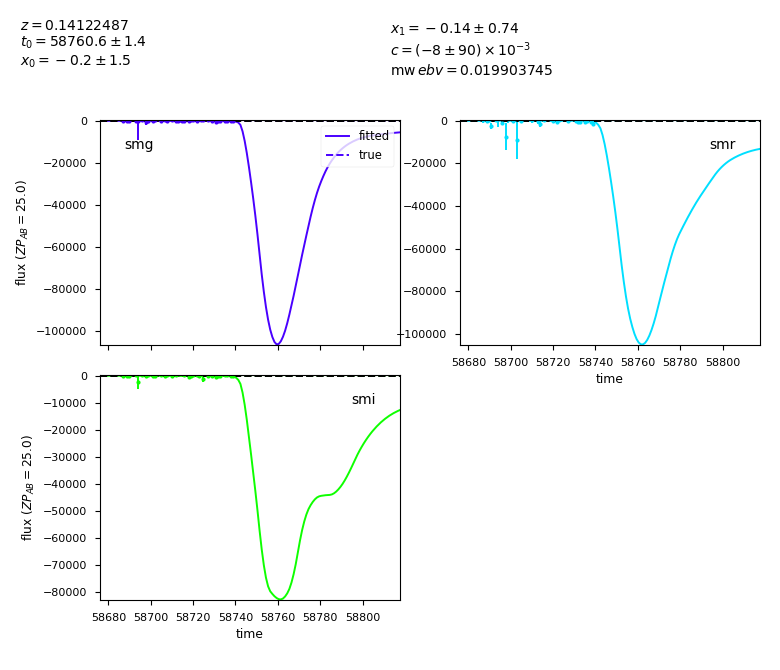 z = 0.14122487
t₀ = 58760.6 ± 1.4
x₀ = −0.2 ± 1.5
x₁ = −0.14 ± 0.74
c = (−8 ± 90) × 10⁻³
mw ebv = 0.019903745
0
−20000
−40000
−60000
−80000
−100000
flux (ZP_AB = 25.0)
smg
fitted
true
0
−20000
−40000
−60000
−80000
−100000
smr
58680 58700 58720 58740 58760 58780 58800
time
0
−10000
−20000
−30000
−40000
−50000
−60000
−70000
−80000
flux (ZP_AB = 25.0)
smi
58680 58700 58720 58740 58760 58780 58800
time